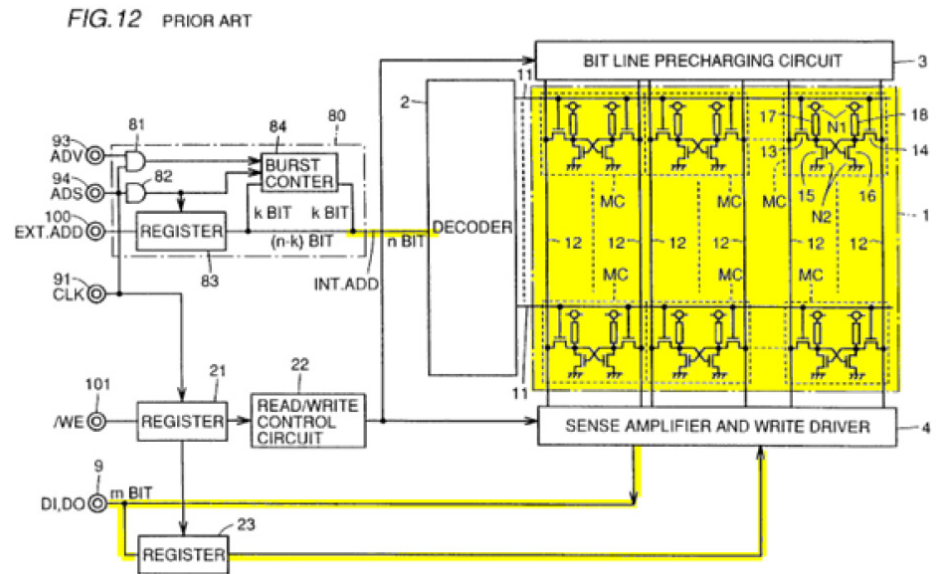 FIG.12 PRIOR ART
BIT LINE PRECHARGING CIRCUIT
3
11
2
17
N1
18
81
84
80
93
ADV
BURST
CONTER
13
14
94
ADS
82
15
N2
16
MC
MC
MC
1
100
EXT.ADD
REGISTER
k BIT
k BIT
(n-k) BIT
n BIT
DECODER
12
12
12
12
83
INT.ADD
91
CLK
MC
MC
MC
11
21
22
11
101
/WE
REGISTER
READ/WRITE
CONTROL
CIRCUIT
SENSE AMPLIFIER AND WRITE DRIVER
4
9
DI,DO
m BIT
23
REGISTER